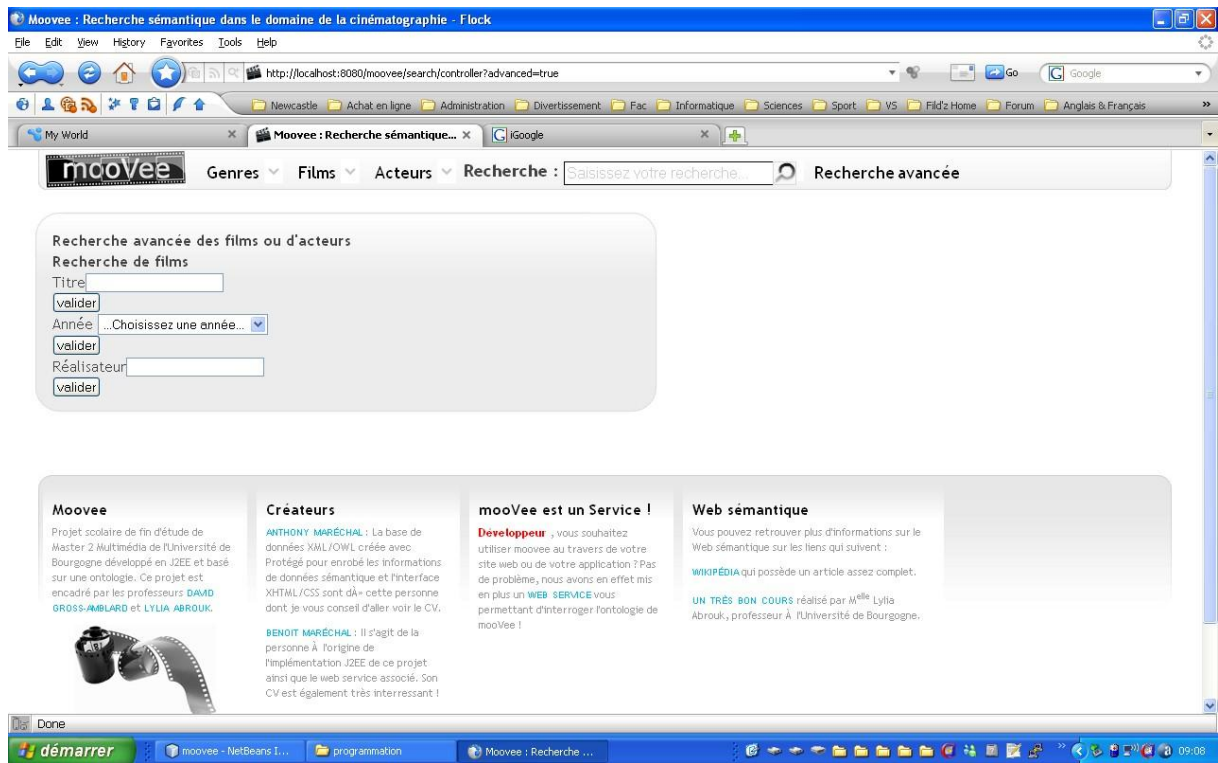 Moovee : Recherche sémantique dans le domaine de la cinématographie - Flock
File Edit View History Favorites Tools Help
http://localhost:8080/moovee/search/controller?advanced=true
Go
Google
Newcastle Achat en ligne Administration Divertissement Fac Informatique Sciences Sport VS Fild'z Home Forum Anglais & Français »
My World
Moovee : Recherche sémantique...
iGoogle
mooVee Genres Films Acteurs Recherche : Saisissez votre recherche... Recherche avancée
Recherche avancée des films ou d'acteurs
Recherche de films
Titre
valider
Année ...Choisissez une année...
valider
Réalisateur
valider
Moovee
Projet scolaire de fin d'étude de
Master 2 Multimédia de l'Université de
Bourgogne développé en J2EE et basé
sur une ontologie. Ce projet est
encadré par les professeurs DAVID
GROSS-AMBLARD et LYLIA ABROUK.
Créateurs
ANTHONY MARÉCHAL : La base de
données XML/OWL créée avec
Protégé pour enrobé les informations
de données sémantique et l'interface
XHTML/CSS sont dÀ« cette personne
dont je vous conseil d'aller voir le CV.
BENOIT MARÉCHAL : Il s'agit de la
personne À l'origine de
l'implémentation J2EE de ce projet
ainsi que le web service associé. Son
CV est également très interressant !
mooVee est un Service !
Développeur , vous souhaitez
utiliser moovee au travers de votre
site web ou de votre application ? Pas
de problème, nous avons en effet mis
en plus un WEB SERVICE vous
permettant d'interroger l'ontologie de
mooVee !
Web sémantique
Vous pouvez retrouver plus d'informations sur le
Web sémantique sur les liens qui suivent :
WIKIPÉDIA qui possède un article assez complet.
UN TRÈS BON COURS réalisé par Melle Lylia
Abrouk, professeur À l'Université de Bourgogne.
Done
démarrer
moovee - NetBeans I...
programmation
Moovee : Recherche ...
09:08